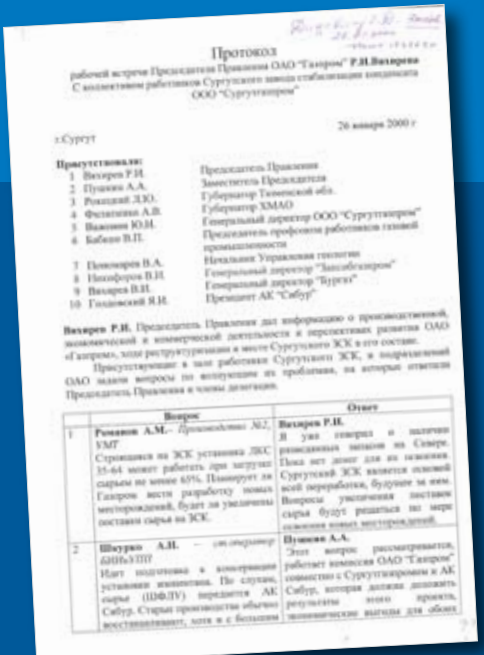 Протокол
рабочей встречи Председателя Правления ОАО "Газпром" Р.И.Вяхирева
С коллективом работников Сургутского завода стабилизации конденсата
ООО "Сургутгазпром"
г.Сургут
26 января 2000 г
Присутствовали:
1 Вяхирев Р.И. Председатель Правления
2 Пушкин А.А. Заместитель Председателя
3 Рокецкий Л.Ю. Губернатор Тюменской обл.
4 Филипенко А.В. Губернатор ХМАО
5 Важенин Ю.И. Генеральный директор ООО "Сургутгазпром"
6 Бабкин В.П. Председатель профсоюза работников газовой
промышленности
7 Пономарев В.А. Начальник Управления геологии
8 Никифоров В.Н. Генеральный директор "Запсибгазпром"
9 Вяхирев В.И. Генеральный директор "Бургаз"
10 Голдовский Я.И. Президент АК "Сибур"
Вяхирев Р.И. Председатель Правления дал информацию о производственной,
экономической и коммерческой деятельности и перспективах развития ОАО
«Газпром», ходе реструктуризации и месте Сургутского ЗСК в его составе.
Присутствующие в зале работники Сургутского ЗСК, и подразделений
ОАО задали вопросы по волнующим их проблемам, на которые ответили
Председатель Правления и члены делегации.
Вопрос
Ответ
1
Романов А.М.– Производство №2,
УМТ
Строящаяся на ЗСК установка ЛКС
35-64 может работать при загрузке
сырьем не менее 65%. Планирует ли
Газпром вести разработку новых
месторождений, будет ли увеличены
поставки сырья на ЗСК.
Вяхирев Р.И.
Я уже говорил о наличии
разведанных запасов на Севере.
Пока нет денег для их освоения.
Сургутский ЗСК является основой
всей переработки, будущее за ним.
Вопросы увеличения поставок
сырья будут решаться по мере
освоения новых месторождений.
2
Шкурко А.Н. – ст.оператор
Идет подготовка к консервации
установки По слухам,
сырье (ШФЛУ) передается АК
Сибур. Старые производства обычно
восстанавливают, хотя и с большим
Пушкин А.А.
Этот вопрос рассматривается,
работает комиссия ОАО "Газпром"
совместно с Сургутгазпромом и АК
Сибур, которая должна доложить
результаты этого проекта,
экономические выгоды для обоих